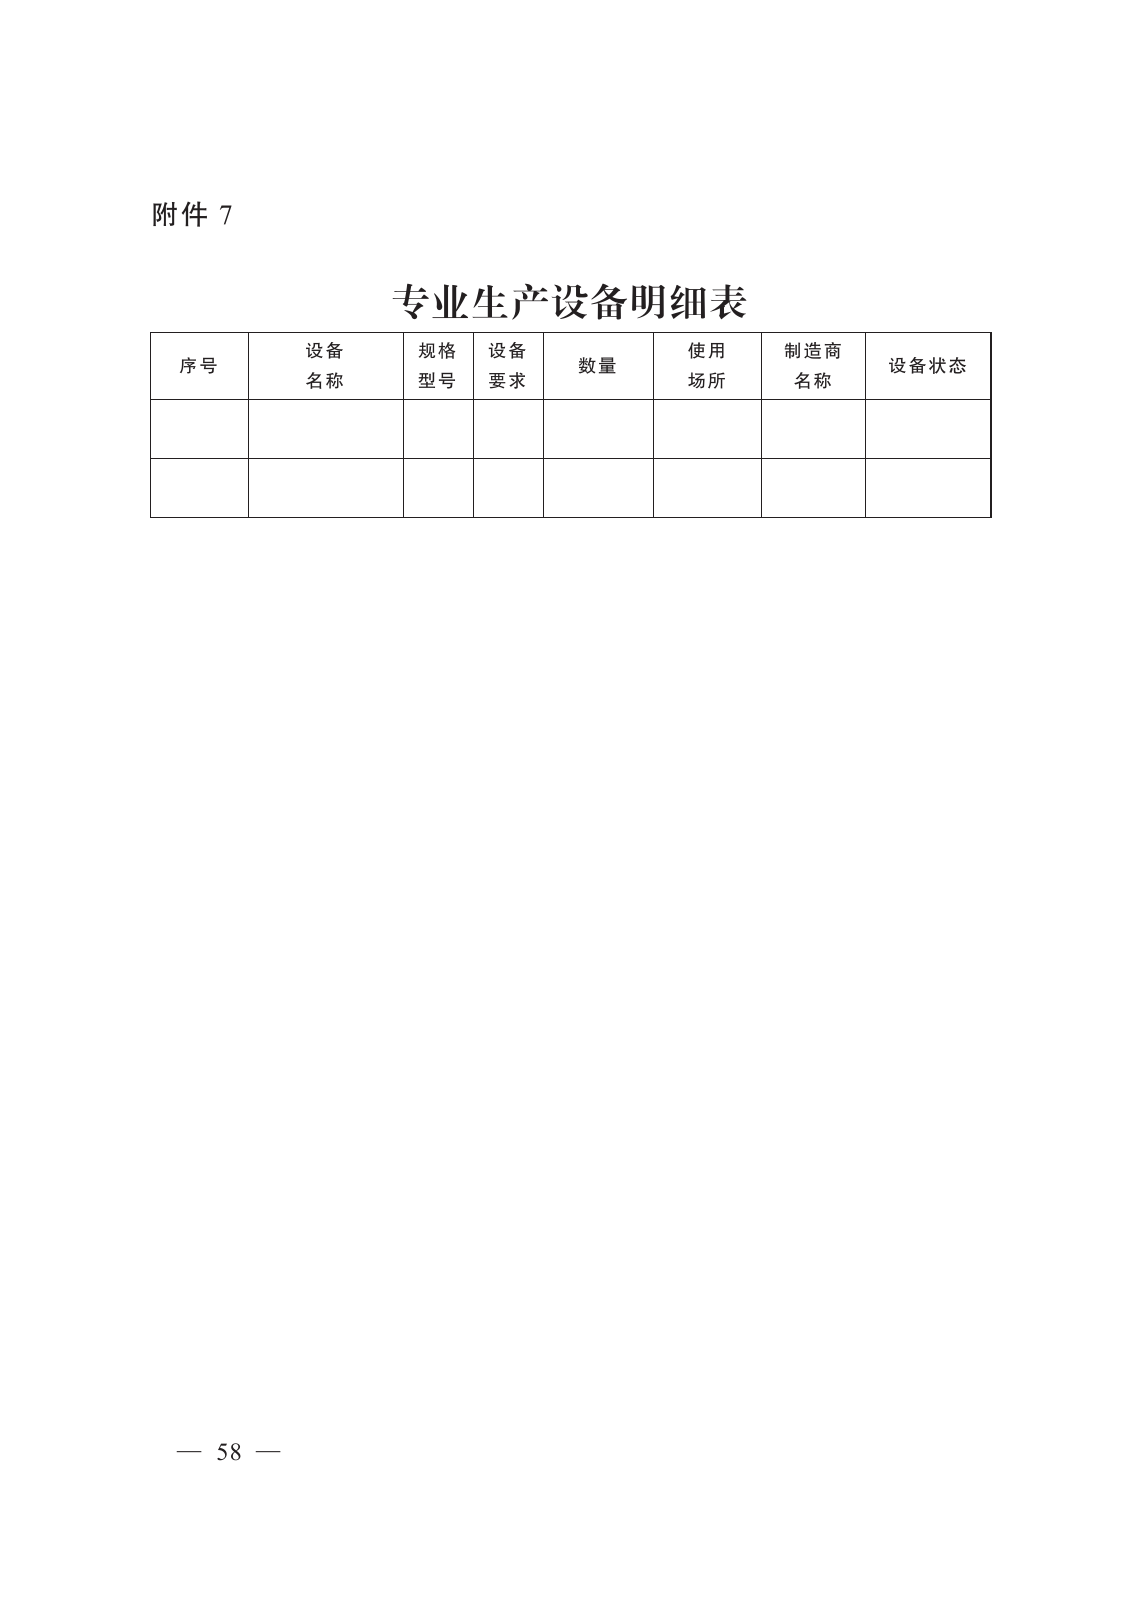 附件 7
专业生产设备明细表
序号 设备名称 规格型号 设备要求 数量 使用场所 制造商名称 设备状态
— 58 —